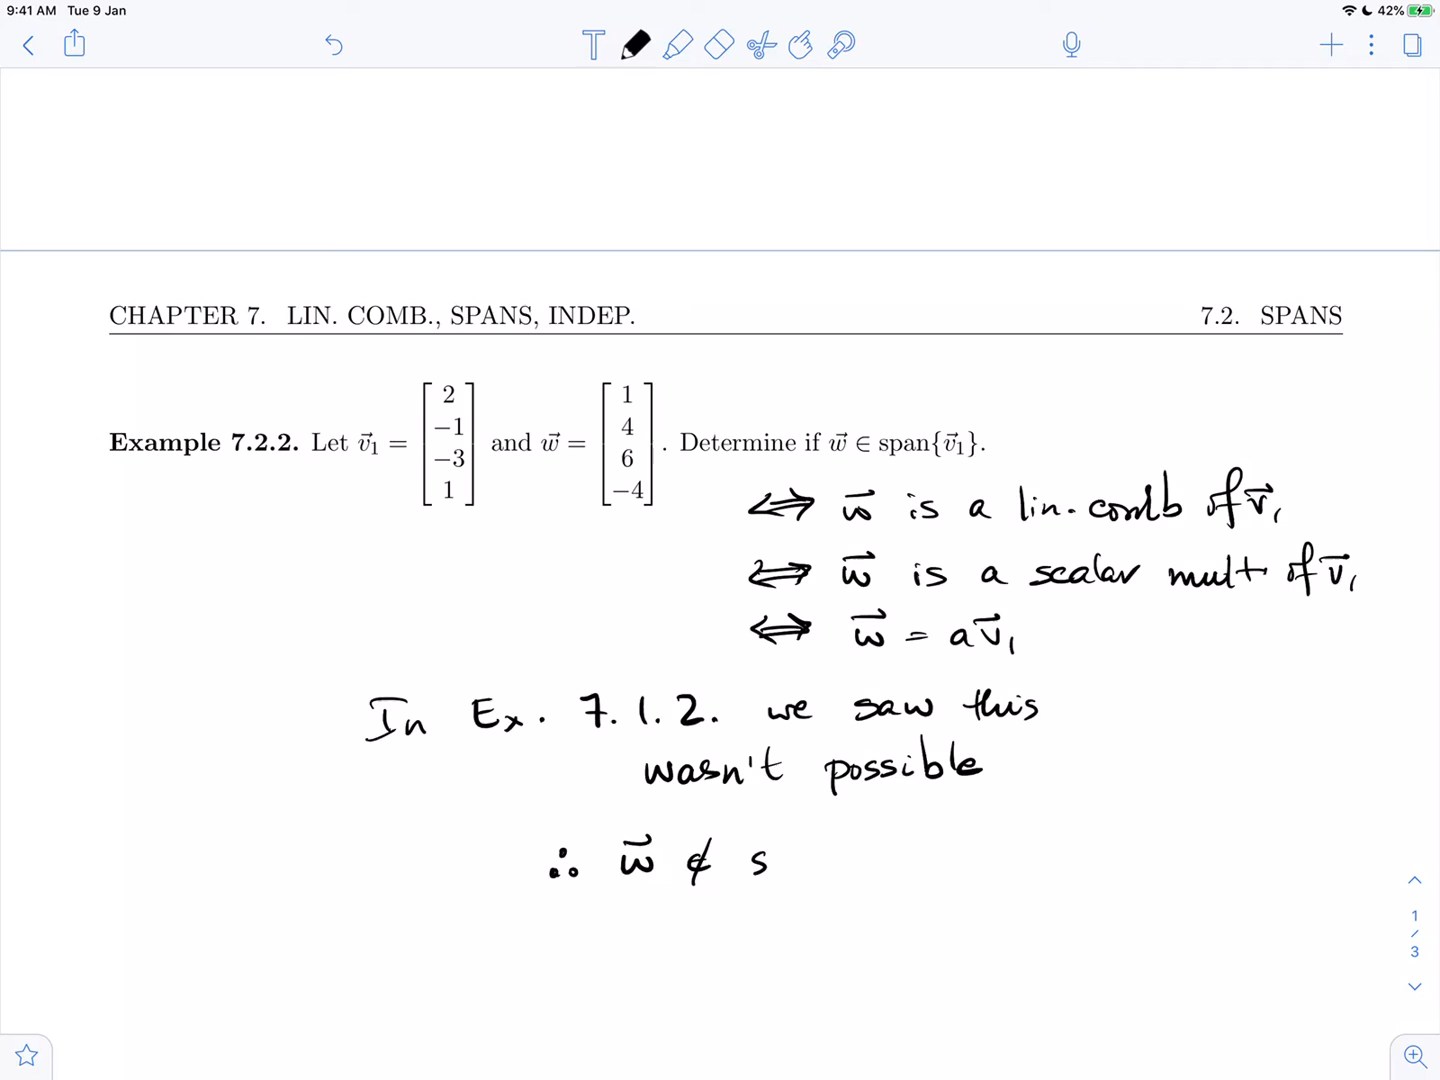 9:41 AM Tue 9 Jan
42%
CHAPTER 7. LIN. COMB., SPANS, INDEP. 7.2. SPANS
Example 7.2.2. Let v⃗₁ = [2 −1 −3 1] and w⃗ = [1 4 6 −4]. Determine if w⃗ ∈ span{v⃗₁}.
⟺ w⃗ is a lin. comb of v⃗₁
⟺ w⃗ is a scalar mult of v⃗₁
⟺ w⃗ = av⃗₁
In Ex. 7.1.2. we saw this
wasn't possible
∴ w⃗ ∉ s
1
/
3